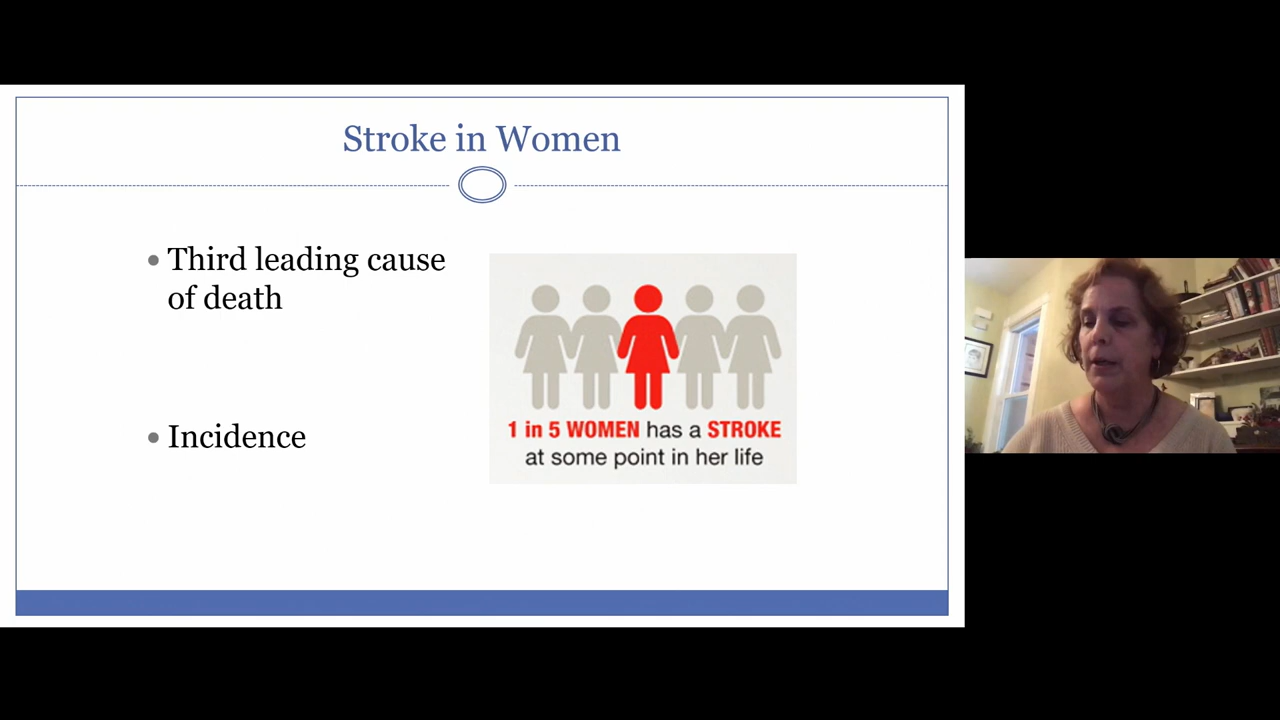 Stroke in Women
• Third leading cause
of death
• Incidence
1 in 5 WOMEN has a STROKE
at some point in her life